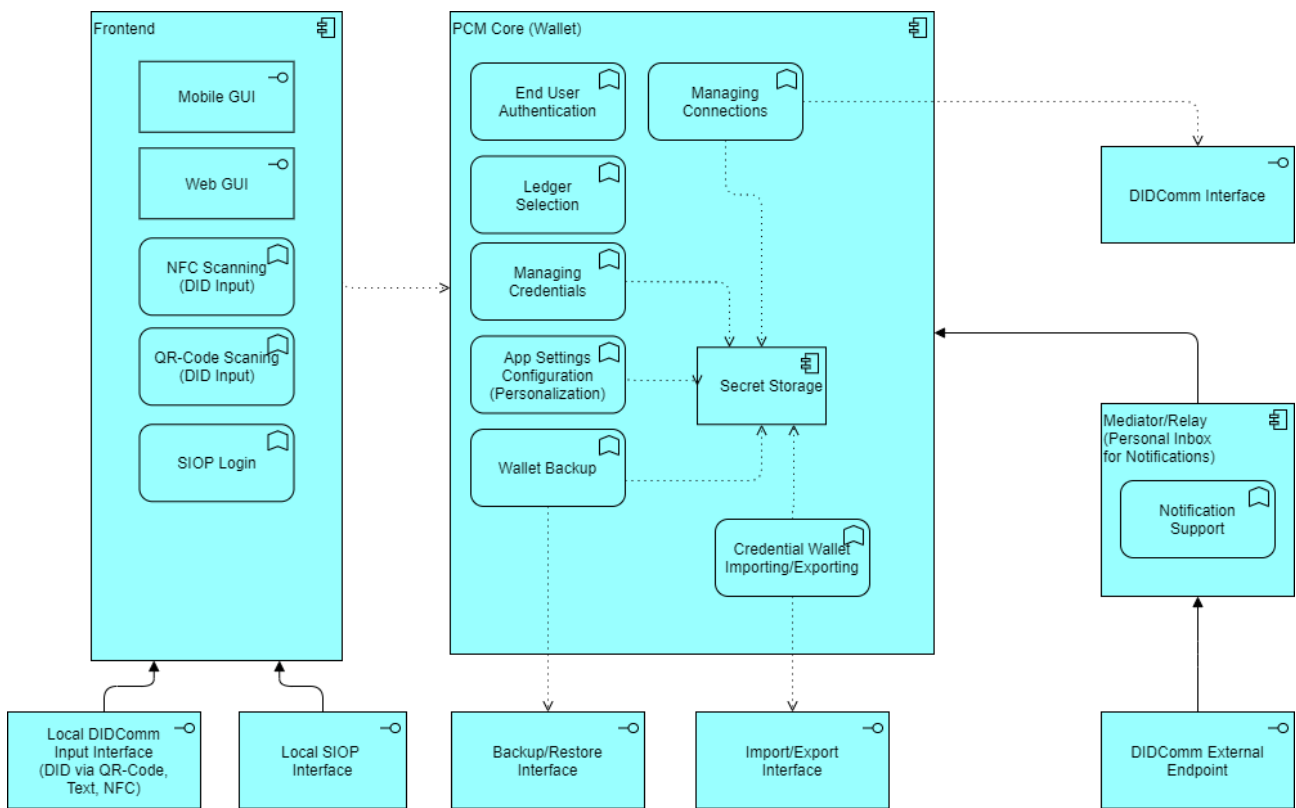 Frontend
Mobile GUI
Web GUI
NFC Scanning
(DID Input)
QR-Code Scaning
(DID Input)
SIOP Login
PCM Core (Wallet)
End User
Authentication
Managing
Connections
Ledger
Selection
Managing
Credentials
App Settings
Configuration
(Personalization)
Secret Storage
Wallet Backup
Credential Wallet
Importing/Exporting
DIDComm Interface
Mediator/Relay
(Personal Inbox
for Notifications)
Notification
Support
Local DIDComm
Input Interface
(DID via QR-Code,
Text, NFC)
Local SIOP
Interface
Backup/Restore
Interface
Import/Export
Interface
DIDComm External
Endpoint